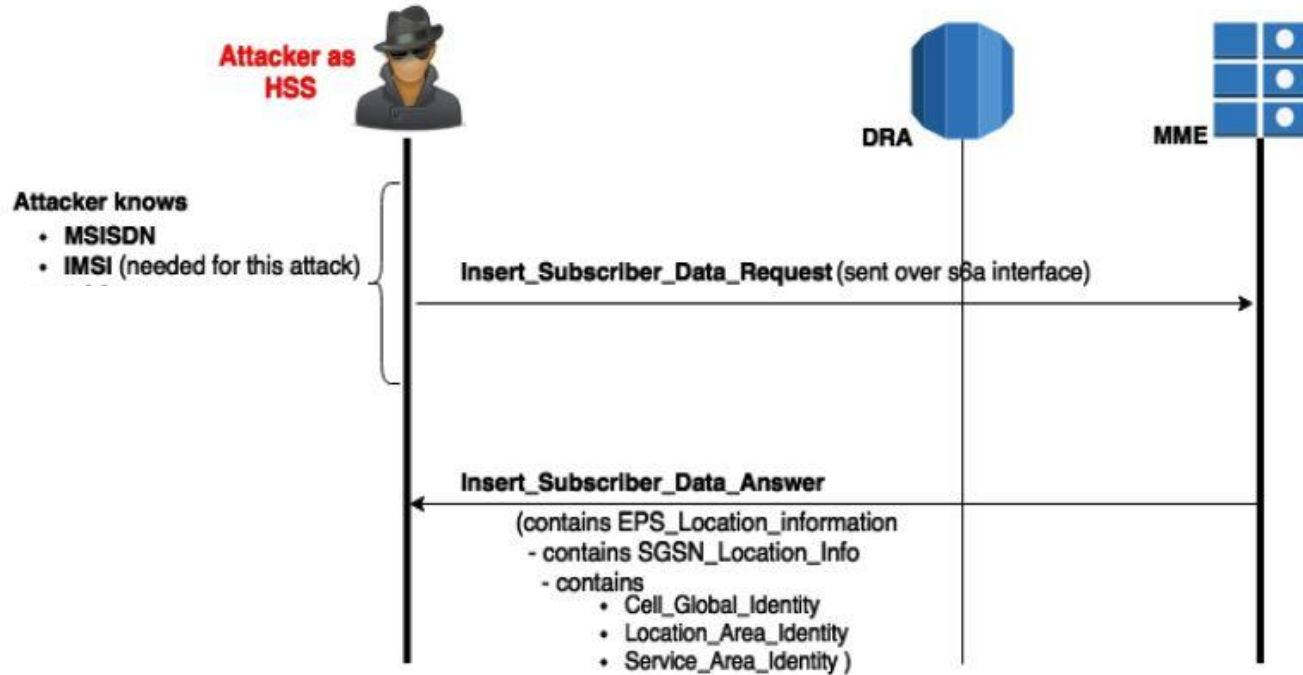 Attacker as
HSS
DRA
MME
Attacker knows
• MSISDN
• IMSI (needed for this attack)
Insert_Subscriber_Data_Request (sent over s6a interface)
Insert_Subscriber_Data_Answer
(contains EPS_Location_information
- contains SGSN_Location_Info
- contains
• Cell_Global_Identity
• Location_Area_Identity
• Service_Area_Identity )